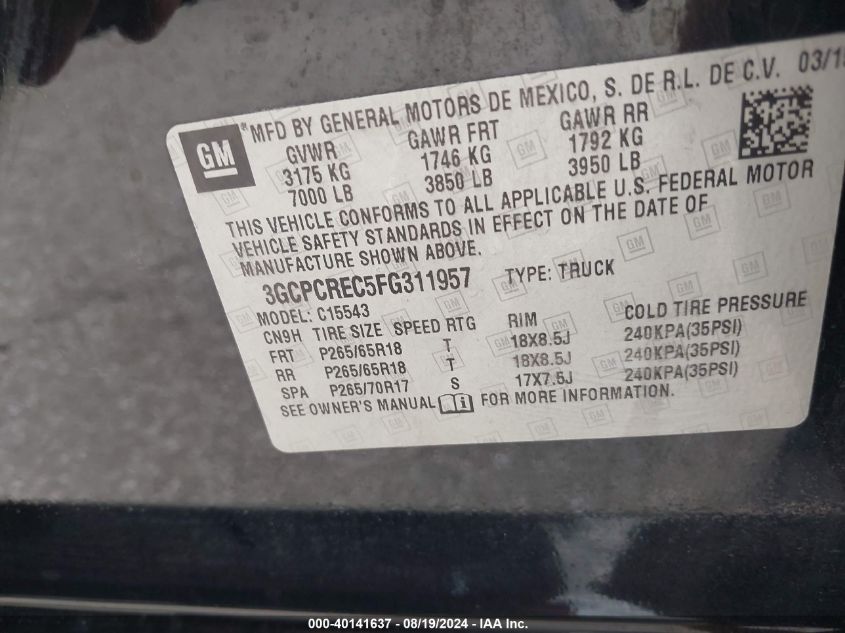 GM
®MFD BY GENERAL MOTORS DE MEXICO, S. DE R.L. DE C.V. 03/15
GVWR GAWR FRT GAWR RR
3175 KG 1746 KG 1792 KG
7000 LB 3850 LB 3950 LB
THIS VEHICLE CONFORMS TO ALL APPLICABLE U.S. FEDERAL MOTOR
VEHICLE SAFETY STANDARDS IN EFFECT ON THE DATE OF
MANUFACTURE SHOWN ABOVE.
3GCPCREC5FG311957 TYPE: TRUCK
MODEL: C15543
CN9H TIRE SIZE SPEED RTG RIM COLD TIRE PRESSURE
FRT P265/65R18 T 18X8.5J 240KPA(35PSI)
RR P265/65R18 T 18X8.5J 240KPA(35PSI)
SPA P265/70R17 S 17X7.5J 240KPA(35PSI)
SEE OWNER'S MANUAL FOR MORE INFORMATION.
000-40141637 - 08/19/2024 - IAA Inc.